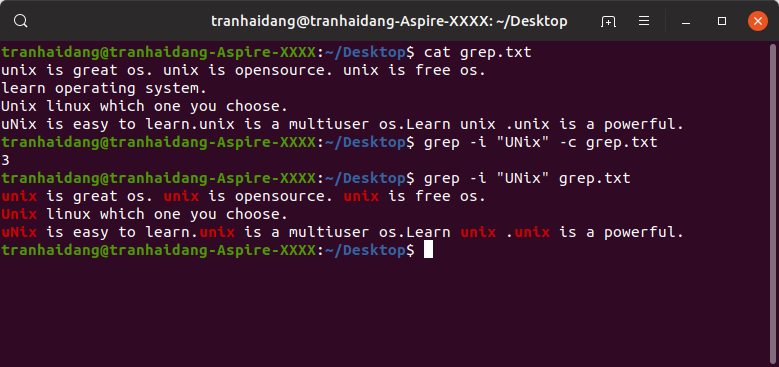 tranhaidang@tranhaidang-Aspire-XXXX: ~/Desktop
tranhaidang@tranhaidang-Aspire-XXXX:~/Desktop$ cat grep.txt
unix is great os. unix is opensource. unix is free os.
learn operating system.
Unix linux which one you choose.
uNix is easy to learn.unix is a multiuser os.Learn unix .unix is a powerful.
tranhaidang@tranhaidang-Aspire-XXXX:~/Desktop$ grep -i "UNix" -c grep.txt
3
tranhaidang@tranhaidang-Aspire-XXXX:~/Desktop$ grep -i "UNix" grep.txt
unix is great os. unix is opensource. unix is free os.
Unix linux which one you choose.
uNix is easy to learn.unix is a multiuser os.Learn unix .unix is a powerful.
tranhaidang@tranhaidang-Aspire-XXXX:~/Desktop$